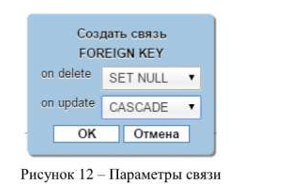 Создать связь
FOREIGN KEY
on delete SET NULL
on update CASCADE
OK Отмена
Рисунок 12 – Параметры связи